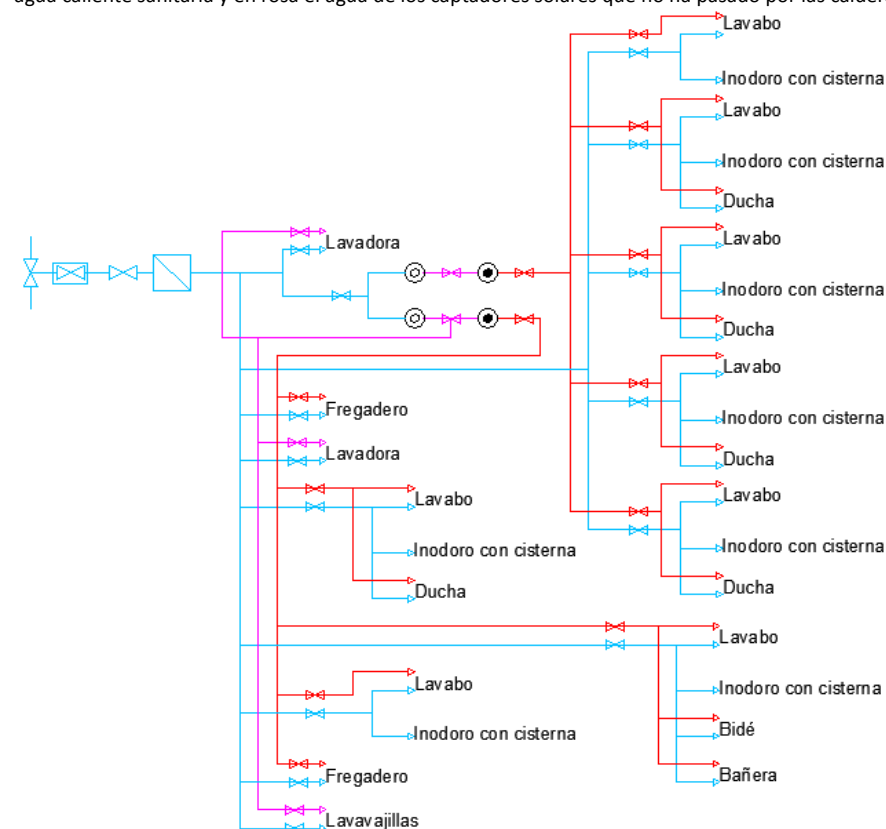 agua caliente sanitaria y en rosa el agua de los captadores solares que no ha pasado por las
Lavabo
Inodoro con cisterna
Lavabo
Inodoro con cisterna
Ducha
Lavadora
Lavabo
Inodoro con cisterna
Ducha
Lavabo
Inodoro con cisterna
Ducha
Fregadero
Lavadora
Lavabo
Inodoro con cisterna
Ducha
Lavabo
Inodoro con cisterna
Ducha
Lavabo
Inodoro con cisterna
Bidé
Bañera
Lavabo
Inodoro con cisterna
Fregadero
Lavavajillas